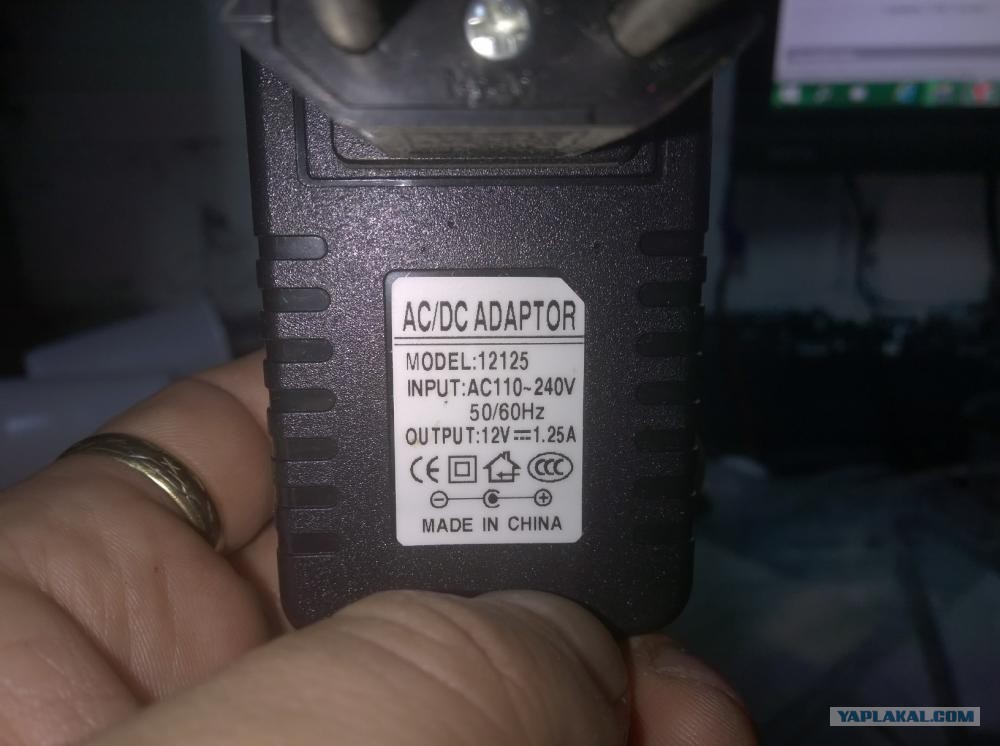 AC/DC ADAPTOR
MODEL:12125
INPUT:AC110~240V
50/60Hz
OUTPUT:12V⎓1.25A
CE CCC
MADE IN CHINA
YAPLAKAL.COM